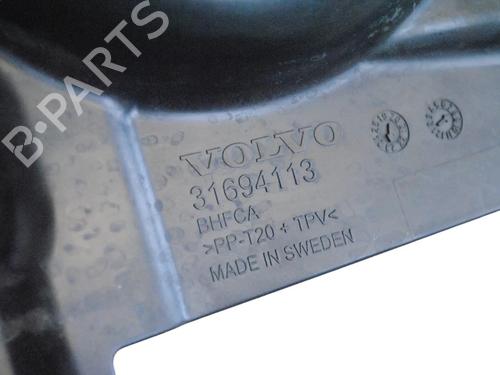 B-PARTS
VOLVO
31694113
BHFCA
>PP-T20 + TPV<
MADE IN SWEDEN